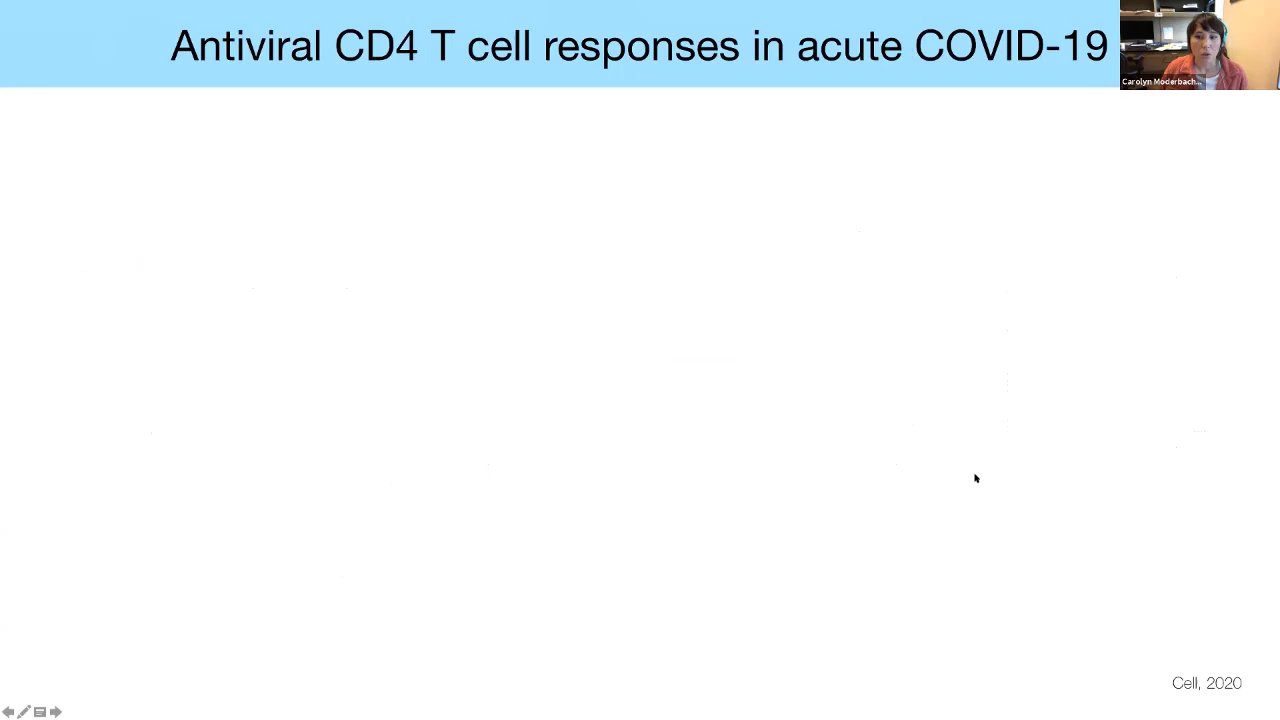 Antiviral CD4 T cell responses in acute COVID-19
Carolyn Moderbach...
Cell, 2020